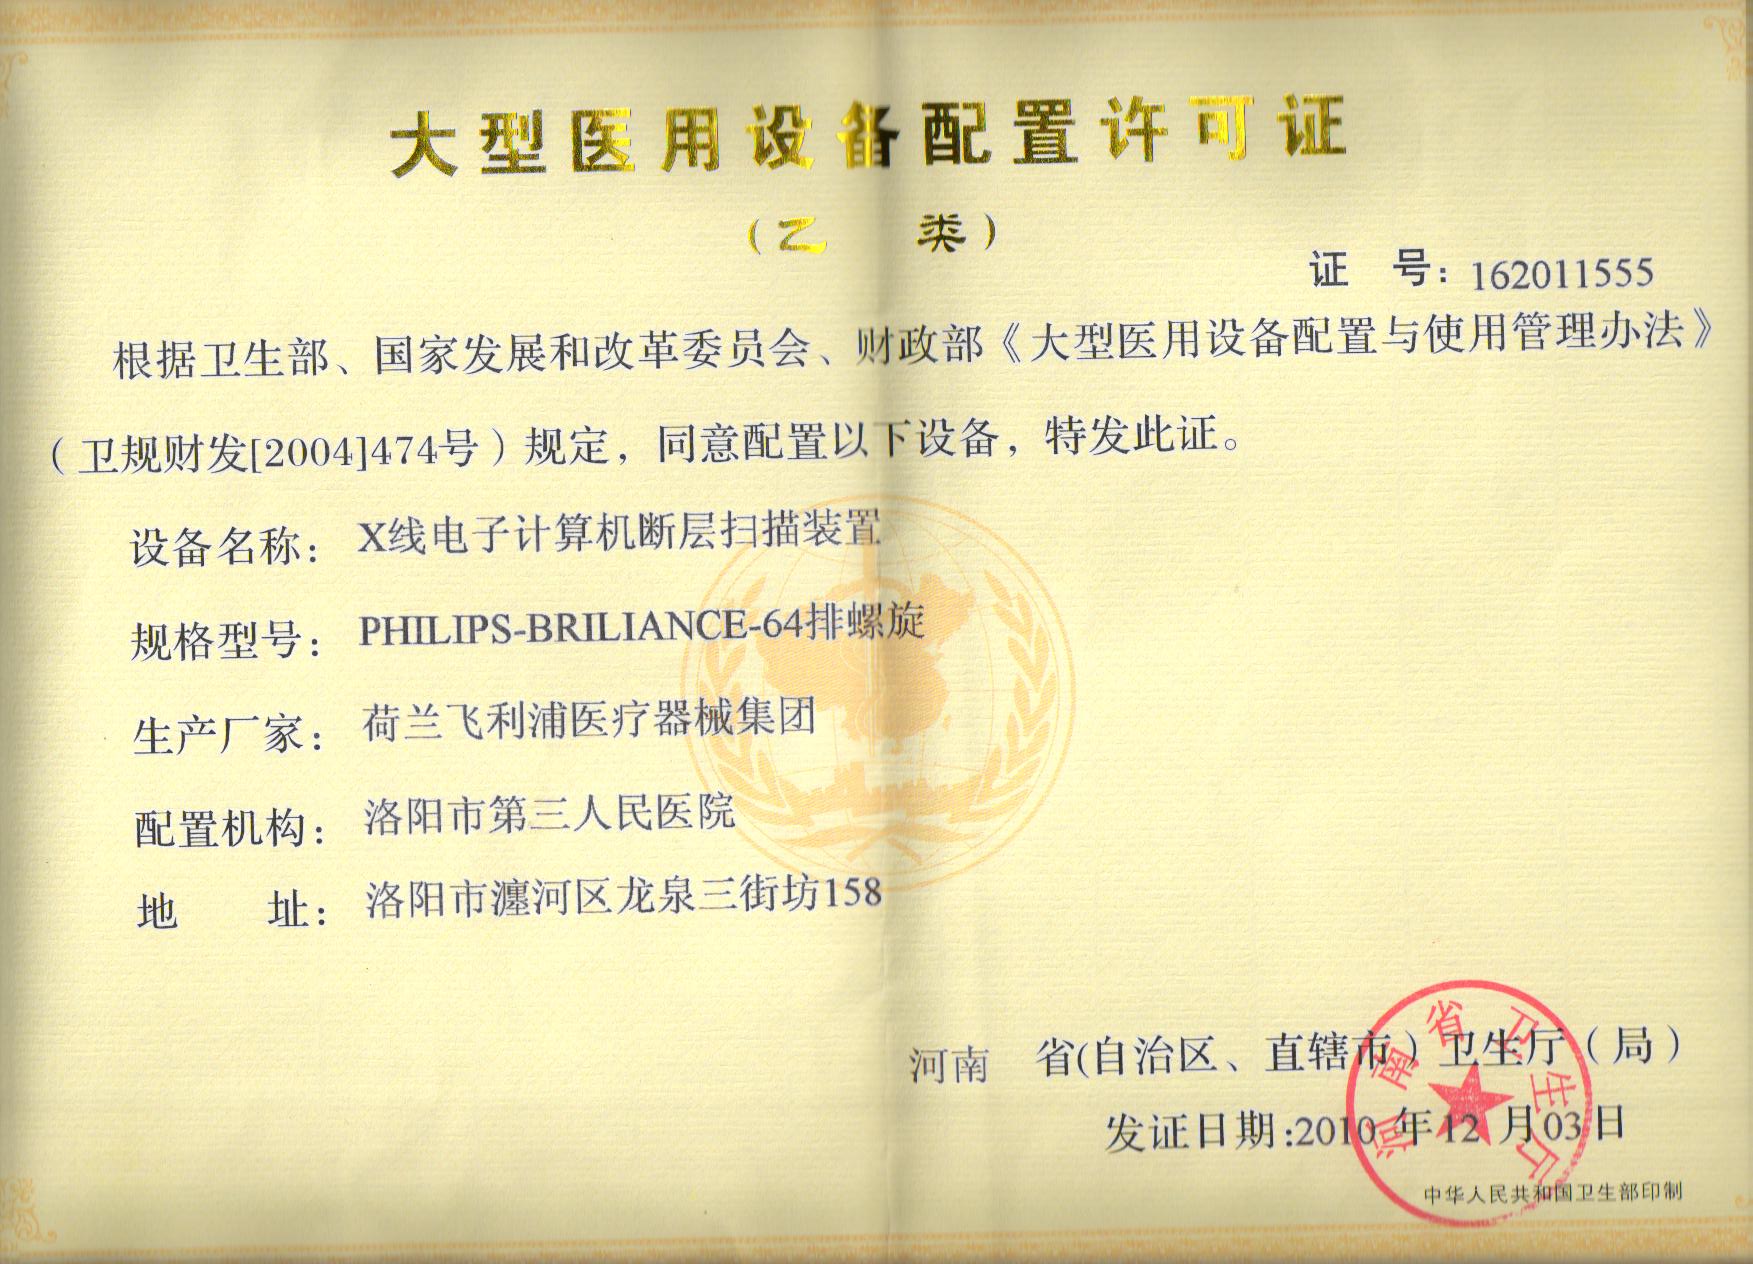 大型医用设备配置许可证
（乙 类）
证 号：162011555
根据卫生部、国家发展和改革委员会、财政部《大型医用设备配置与使用管理办法》
（卫规财发[2004]474号）规定，同意配置以下设备，特发此证。
设备名称：X线电子计算机断层扫描装置
规格型号：PHILIPS-BRILIANCE-64排螺旋
生产厂家：荷兰飞利浦医疗器械集团
配置机构：洛阳市第三人民医院
地 址：洛阳市瀍河区龙泉三街坊158
河南 省(自治区、直辖市）卫生厅（局）
河南省卫生厅
发证日期:2010 年12 月03日
中华人民共和国卫生部印制